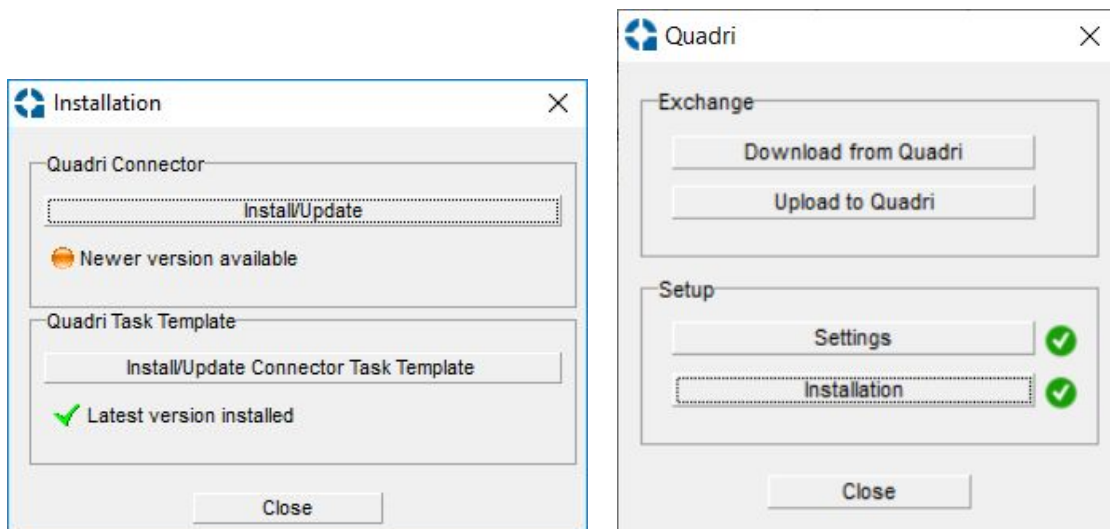 Installation
Quadri Connector
Install/Update
Newer version available
Quadri Task Template
Install/Update Connector Task Template
Latest version installed
Close
Quadri
Exchange
Download from Quadri
Upload to Quadri
Setup
Settings
Installation
Close